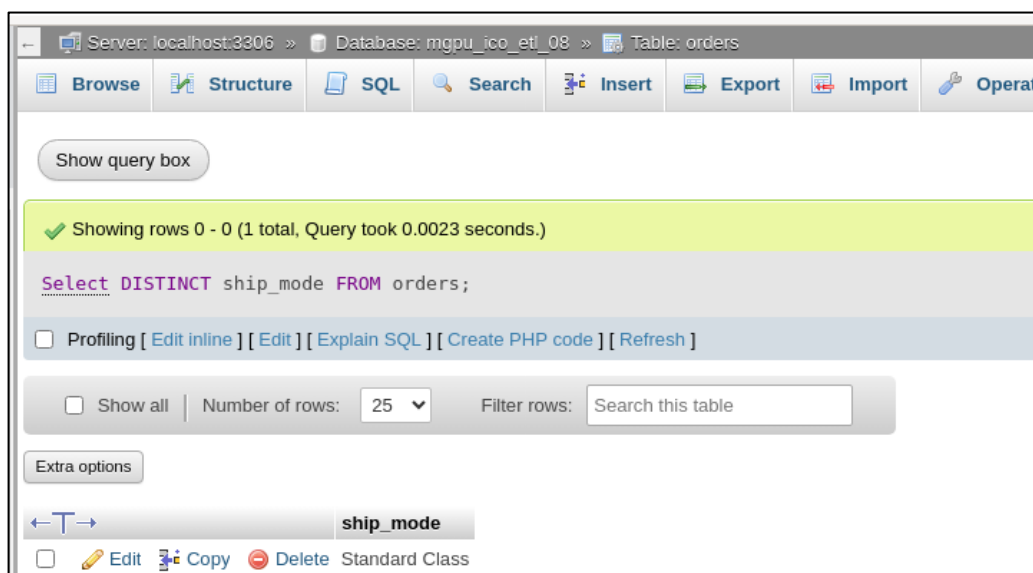 ← Server: localhost:3306 » Database: mgpu_ico_etl_08 » Table: orders
Browse Structure SQL Search Insert Export Import Operat
Show query box
Showing rows 0 - 0 (1 total, Query took 0.0023 seconds.)
Select DISTINCT ship_mode FROM orders;
Profiling [ Edit inline ] [ Edit ] [ Explain SQL ] [ Create PHP code ] [ Refresh ]
Show all | Number of rows: 25 Filter rows: Search this table
Extra options
←T→ ship_mode
Edit Copy Delete Standard Class